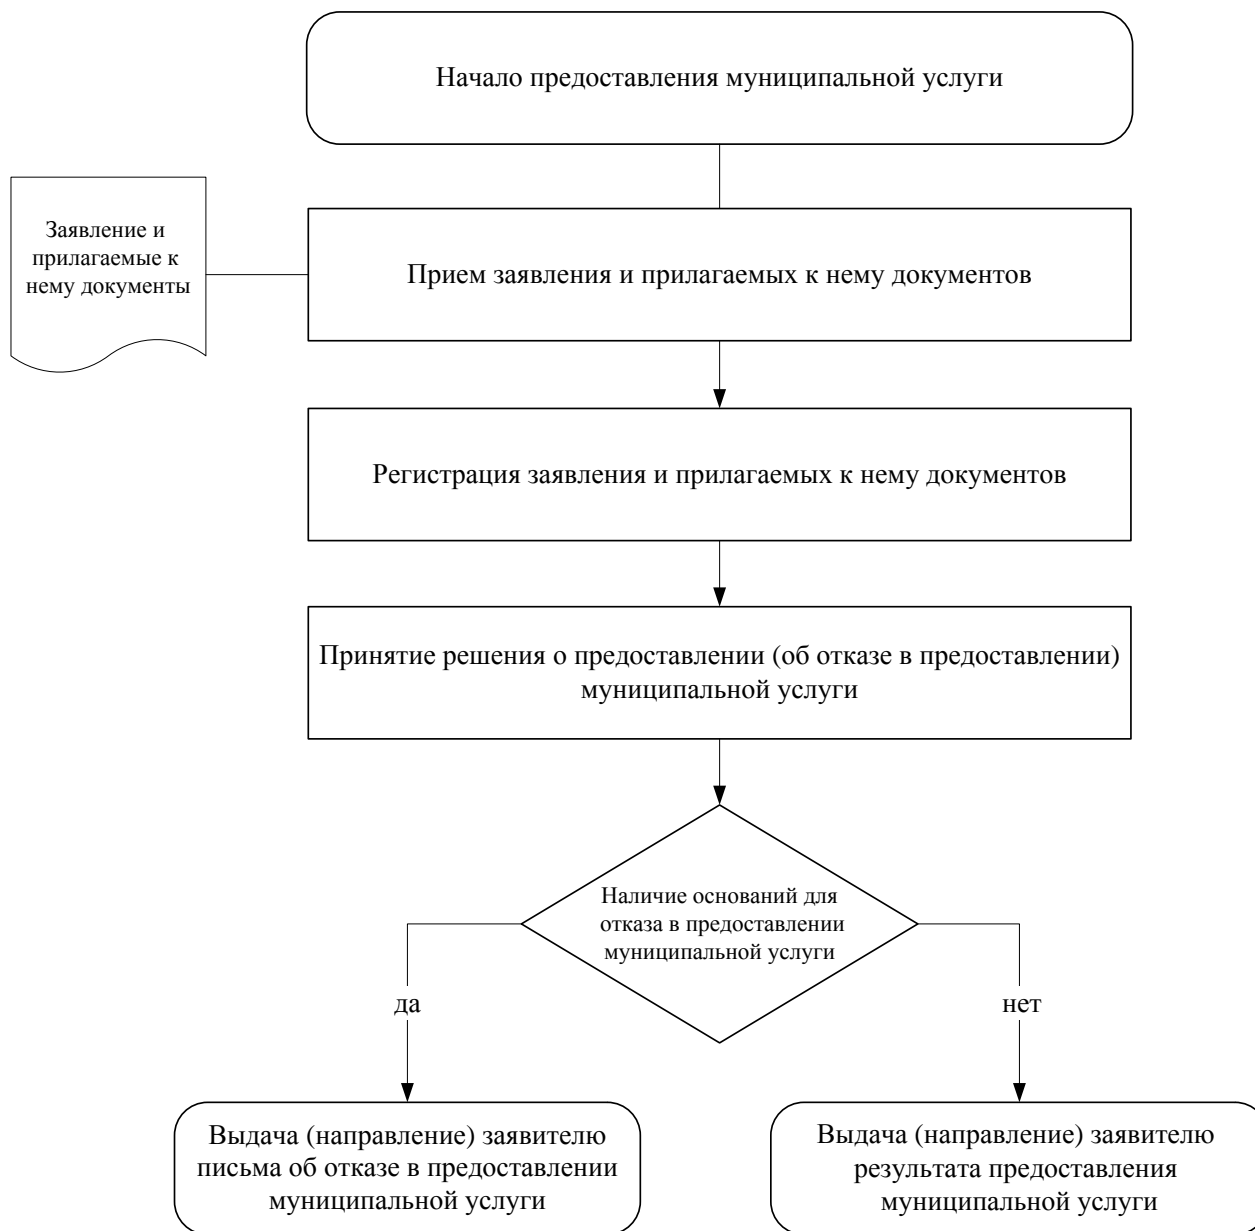 Начало предоставления муниципальной услуги
Заявление и
прилагаемые к
нему документы
Прием заявления и прилагаемых к нему документов
Регистрация заявления и прилагаемых к нему документов
Принятие решения о предоставлении (об отказе в предоставлении)
муниципальной услуги
Наличие оснований для
отказа в предоставлении
муниципальной услуги
да
нет
Выдача (направление) заявителю
письма об отказе в предоставлении
муниципальной услуги
Выдача (направление) заявителю
результата предоставления
муниципальной услуги